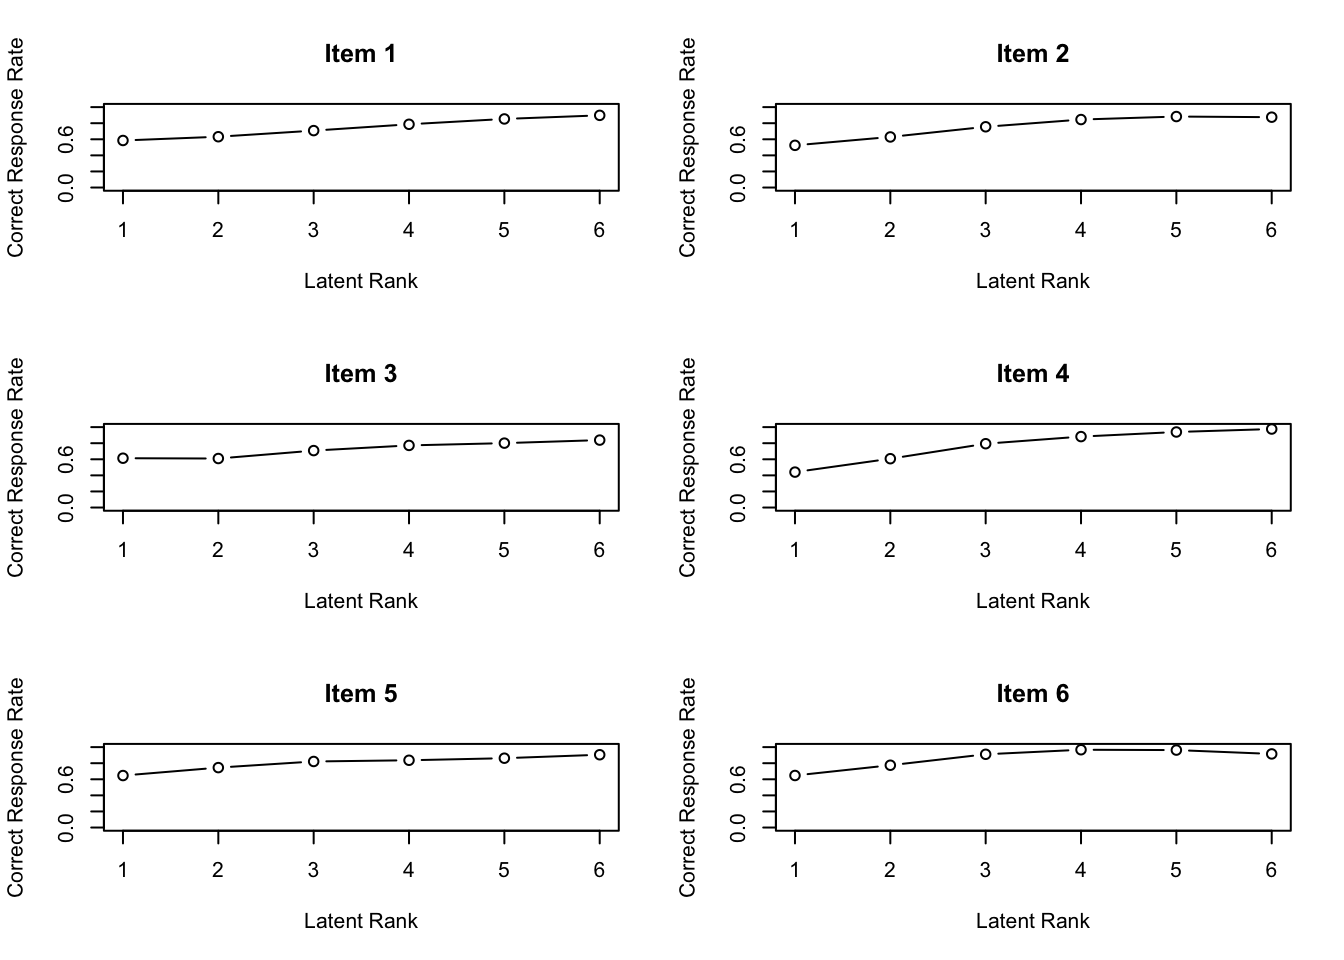 Item 1
Correct Response Rate
0.0 0.6
1 2 3 4 5 6
Latent Rank
Item 2
Correct Response Rate
0.0 0.6
1 2 3 4 5 6
Latent Rank
Item 3
Correct Response Rate
0.0 0.6
1 2 3 4 5 6
Latent Rank
Item 4
Correct Response Rate
0.0 0.6
1 2 3 4 5 6
Latent Rank
Item 5
Correct Response Rate
0.0 0.6
1 2 3 4 5 6
Latent Rank
Item 6
Correct Response Rate
0.0 0.6
1 2 3 4 5 6
Latent Rank